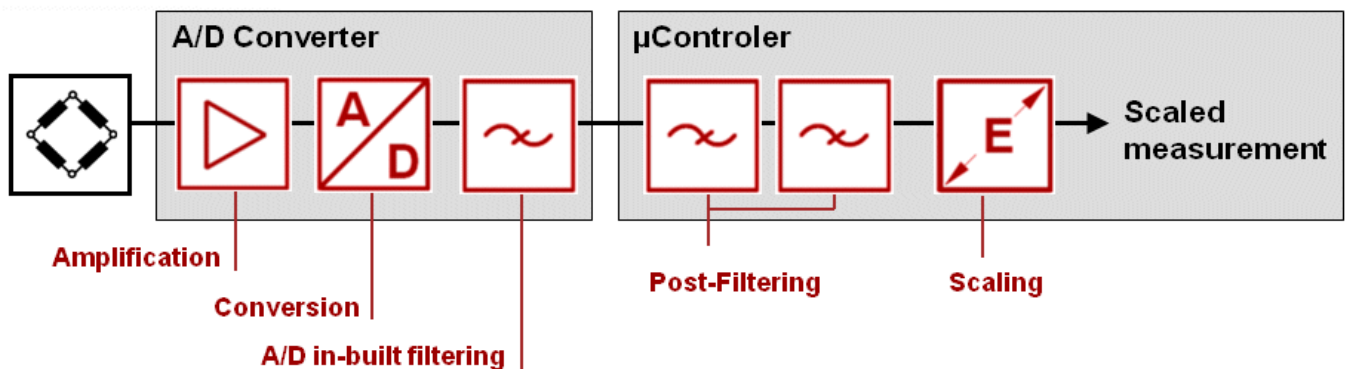 A/D Converter
µControler
A
D
E
Scaled
measurement
Amplification
Conversion
A/D in-built filtering
Post-Filtering
Scaling